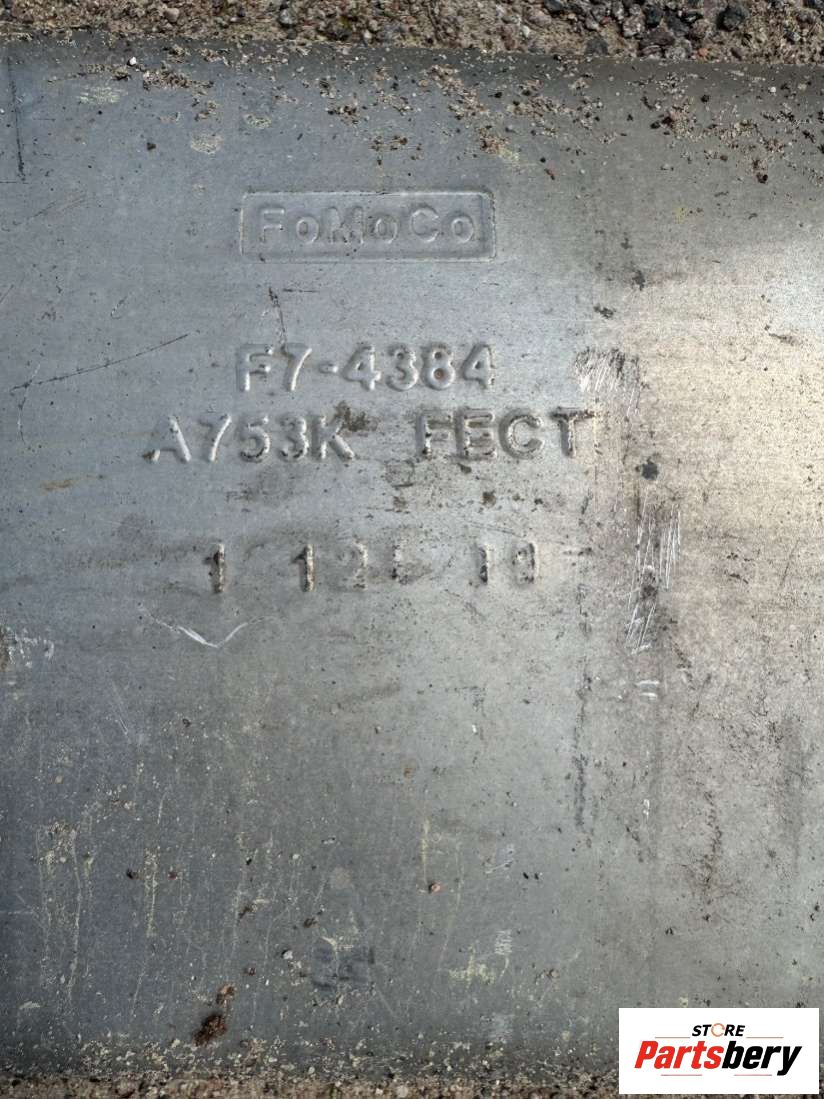 FoMoCo
F7-4384
A753K FECT
STORE
Partsbery